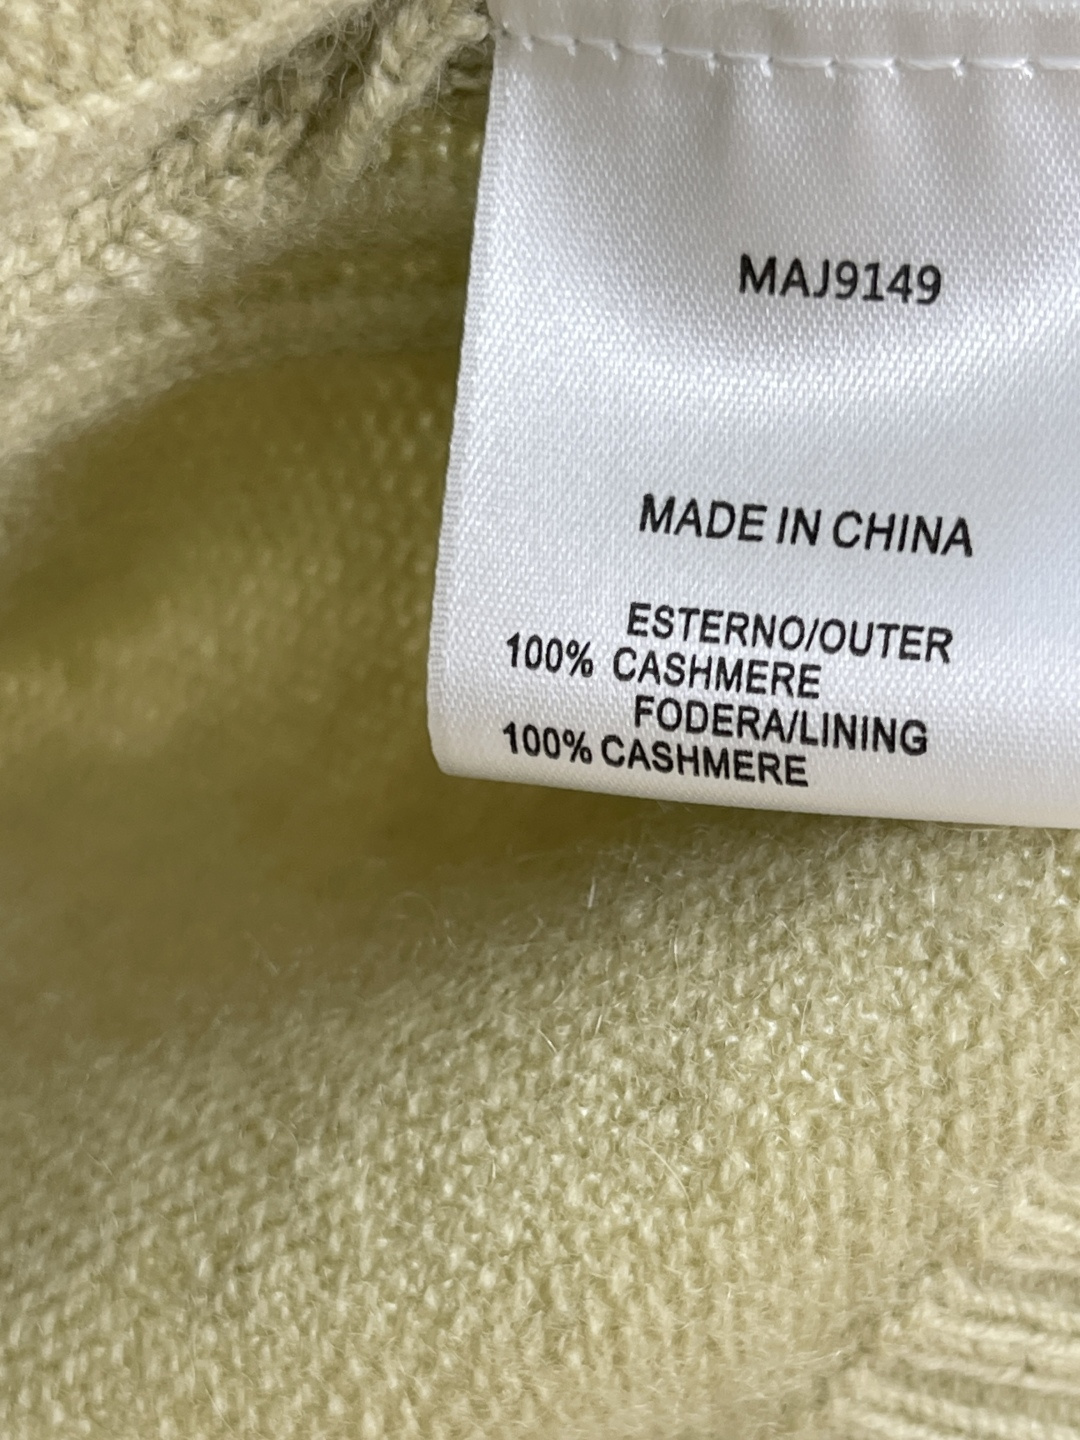 MAJ9149
MADE IN CHINA
ESTERNO/OUTER
100% CASHMERE
FODERA/LINING
100% CASHMERE